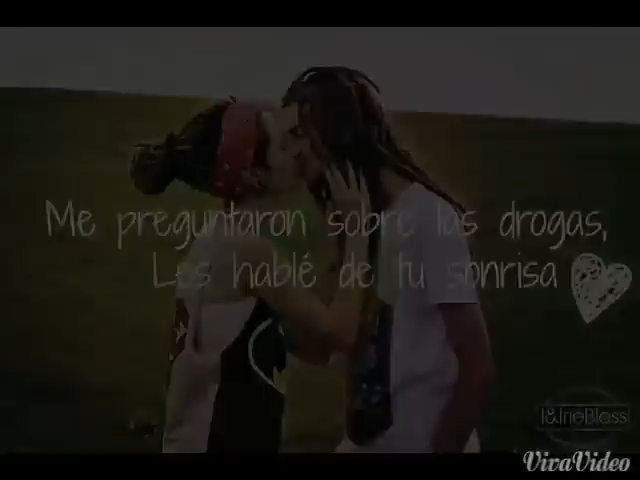 Me preguntaron sobre las drogas,
Les hablé de tu sonrisa
I&IrieBless
VivaVideo